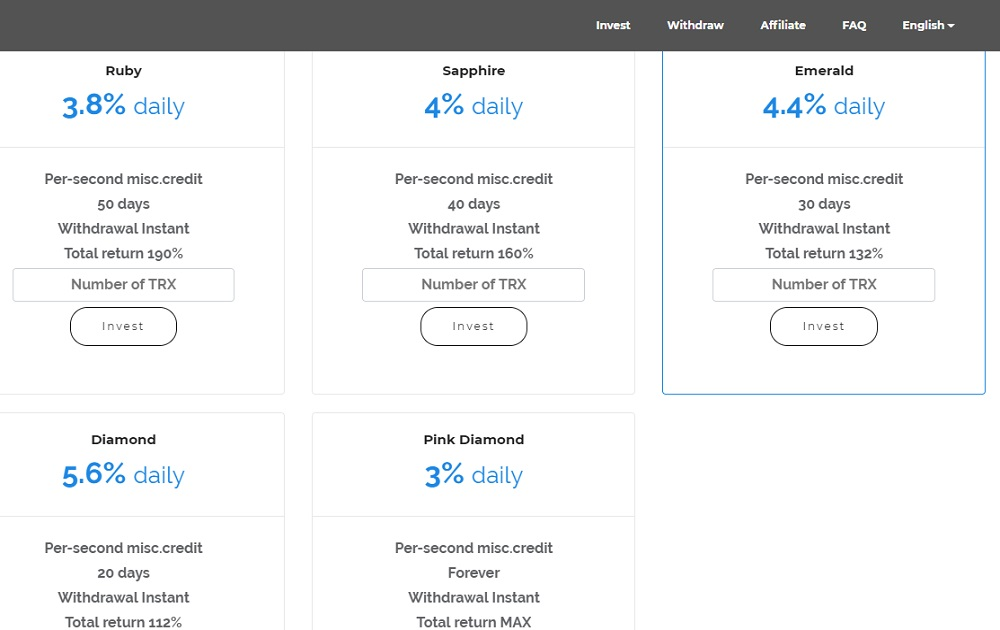 Invest Withdraw Affiliate FAQ English
Ruby
3.8% daily
Per-second misc.credit
50 days
Withdrawal Instant
Total return 190%
Number of TRX
Invest
Sapphire
4% daily
Per-second misc.credit
40 days
Withdrawal Instant
Total return 160%
Number of TRX
Invest
Emerald
4.4% daily
Per-second misc.credit
30 days
Withdrawal Instant
Total return 132%
Number of TRX
Invest
Diamond
5.6% daily
Per-second misc.credit
20 days
Withdrawal Instant
Total return 112%
Pink Diamond
3% daily
Per-second misc.credit
Forever
Withdrawal Instant
Total return MAX